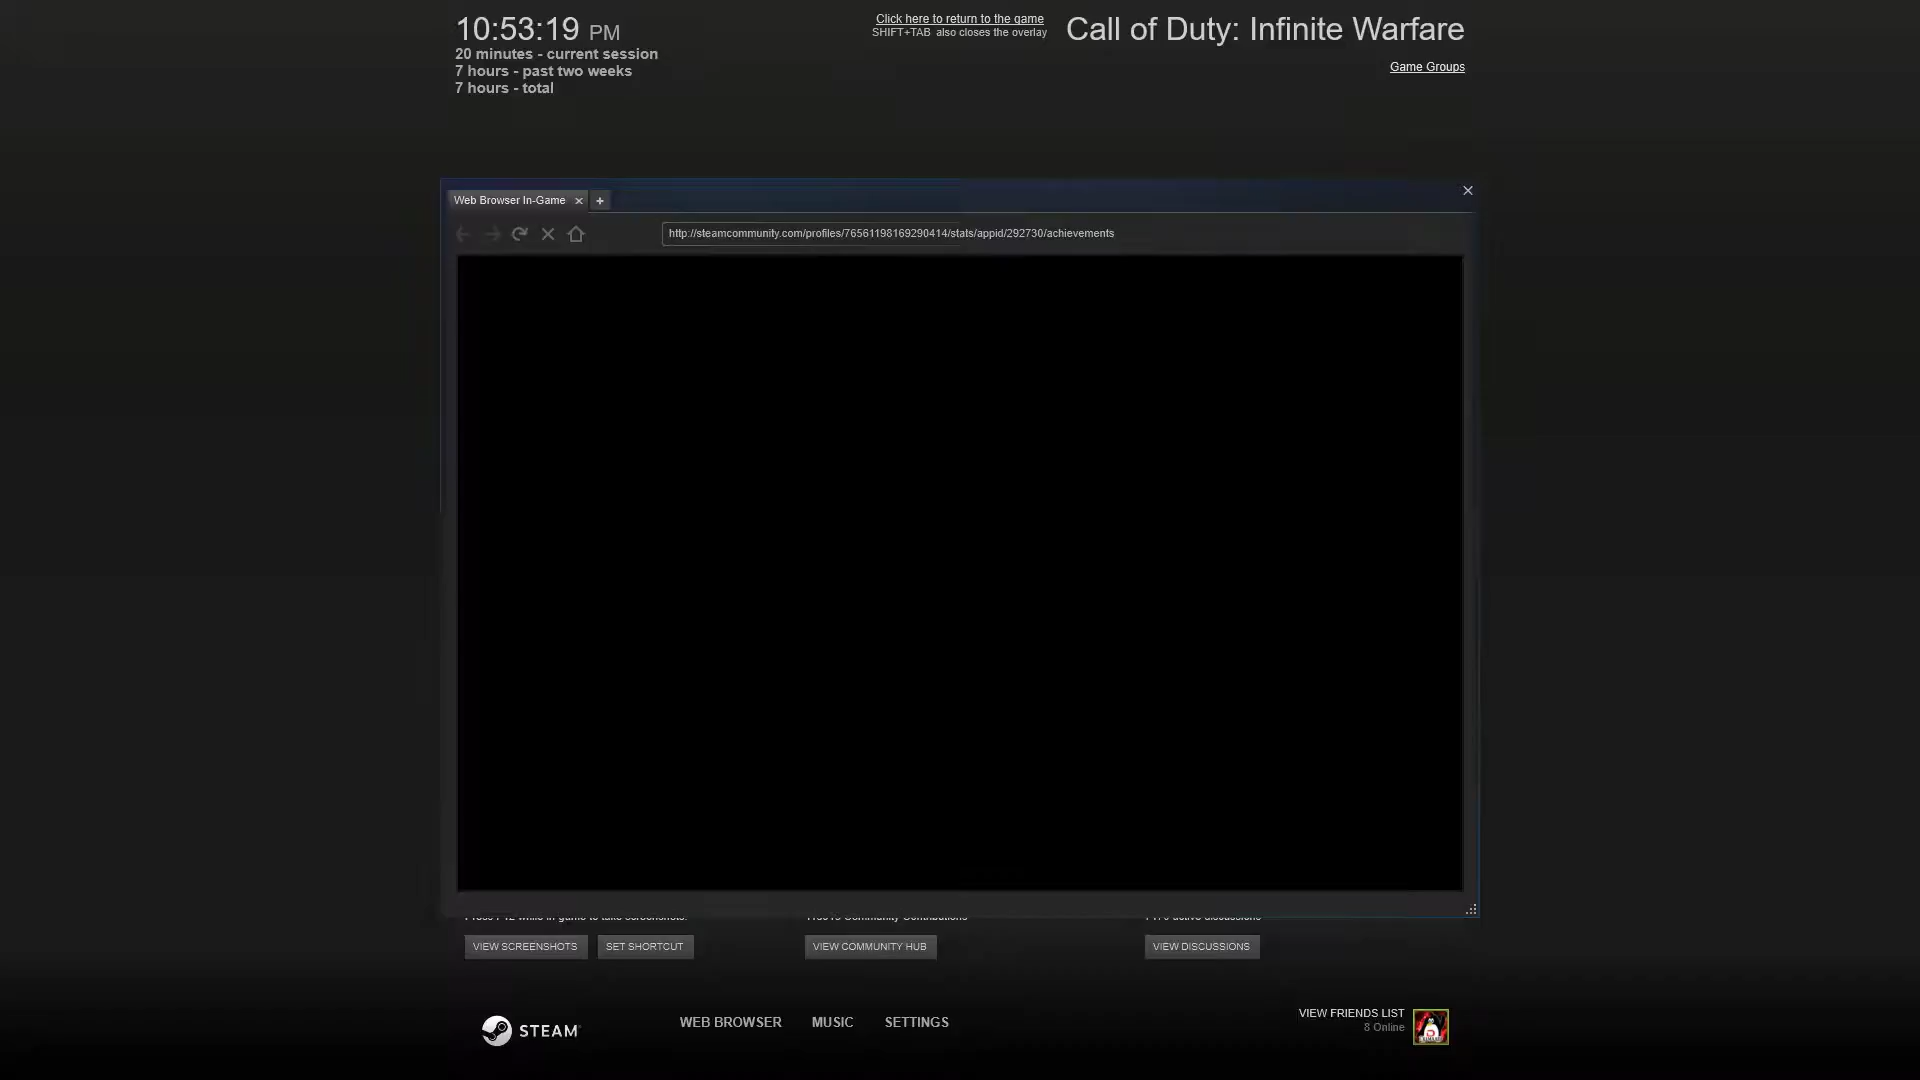 10:53:19 PM
20 minutes - current session
7 hours - past two weeks
7 hours - total
Click here to return to the game
SHIFT+TAB also closes the overlay
Call of Duty: Infinite Warfare
Game Groups
Web Browser In-Game
http://steamcommunity.com/profiles/76561198169290414/stats/appid/292730/achievements
VIEW SCREENSHOTS
SET SHORTCUT
VIEW COMMUNITY HUB
VIEW DISCUSSIONS
STEAM
WEB BROWSER
MUSIC
SETTINGS
VIEW FRIENDS LIST
8 Online